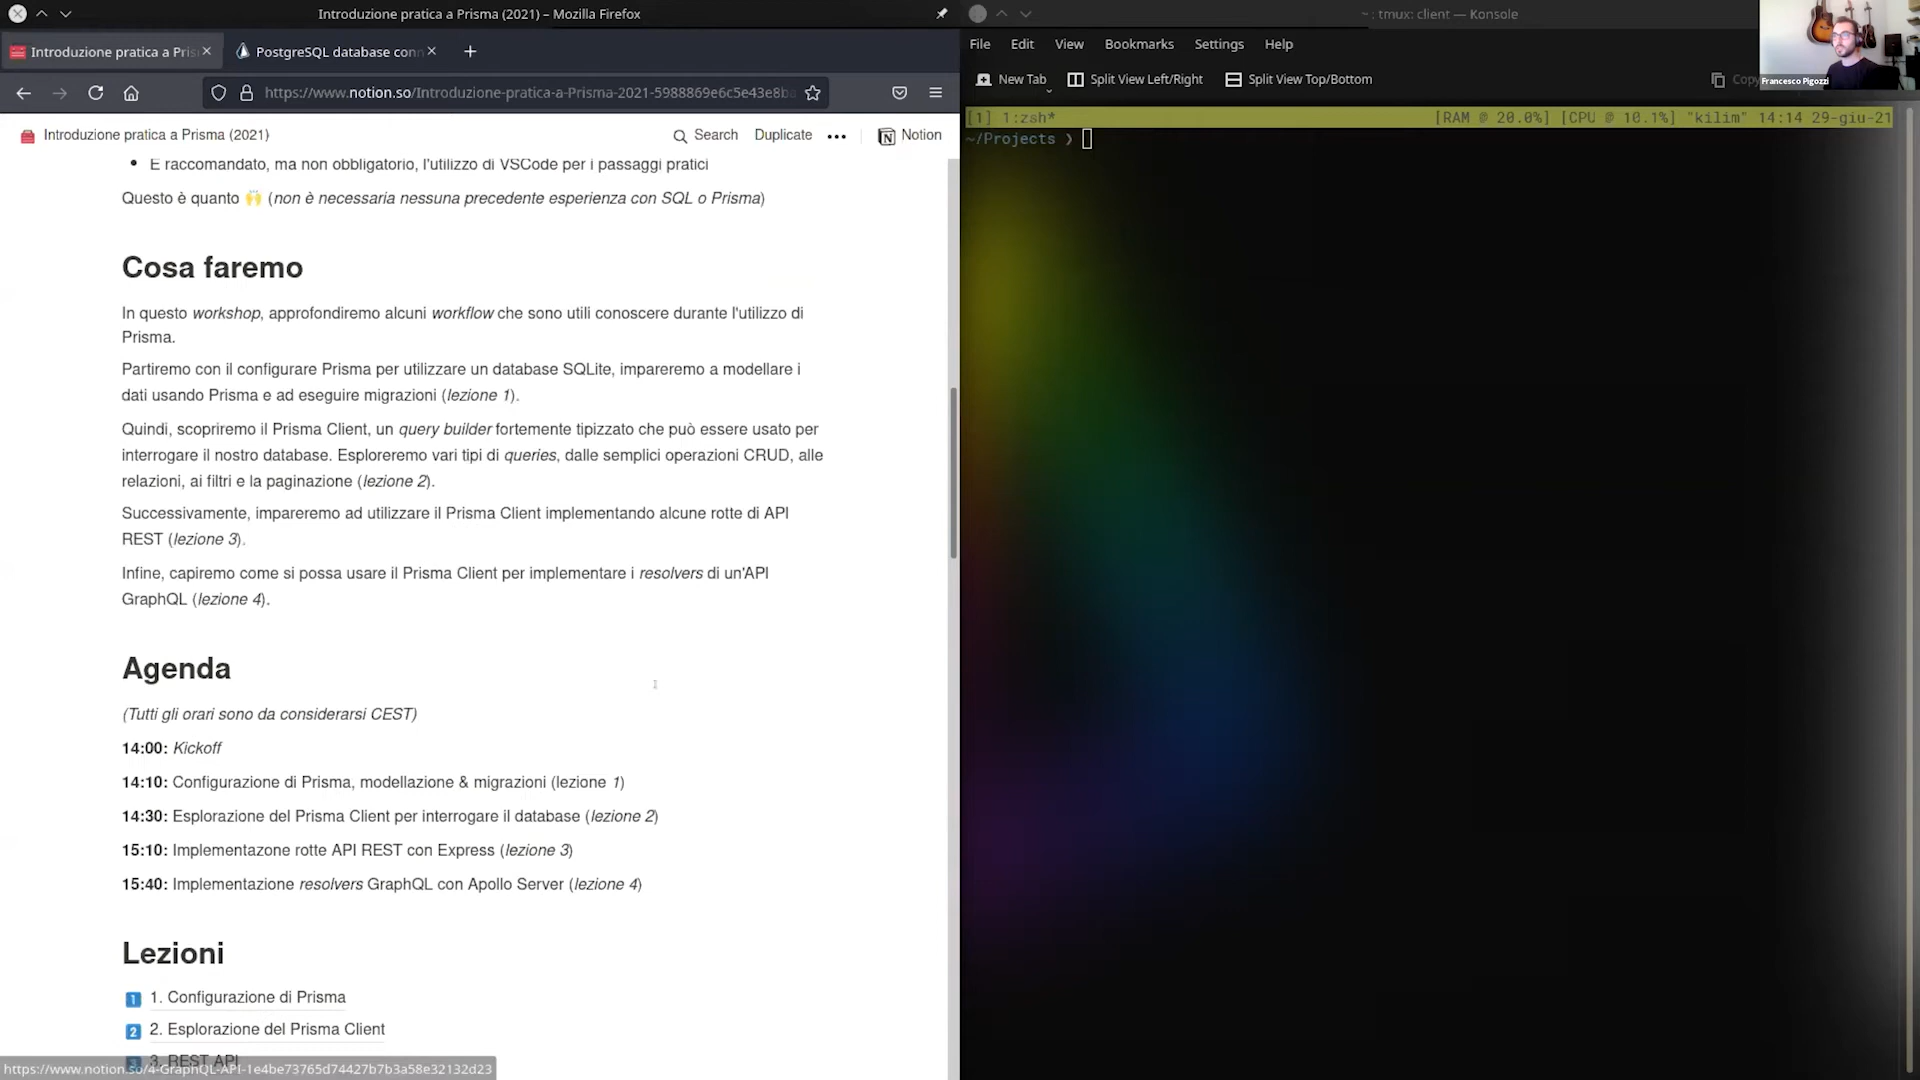 Introduzione pratica a Prisma (2021) – Mozilla Firefox
Introduzione pratica a Pris
PostgreSQL database conn
https://www.notion.so/Introduzione-pratica-a-Prisma-2021-5988869e6c5e43e8ba
Introduzione pratica a Prisma (2021)
Search
Duplicate
Notion
È raccomandato, ma non obbligatorio, l'utilizzo di VSCode per i passaggi pratici
Questo è quanto 🙌 (non è necessaria nessuna precedente esperienza con SQL o Prisma)
Cosa faremo
In questo workshop, approfondiremo alcuni workflow che sono utili conoscere durante l'utilizzo di
Prisma.
Partiremo con il configurare Prisma per utilizzare un database SQLite, impareremo a modellare i
dati usando Prisma e ad eseguire migrazioni (lezione 1).
Quindi, scopriremo il Prisma Client, un query builder fortemente tipizzato che può essere usato per
interrogare il nostro database. Esploreremo vari tipi di queries, dalle semplici operazioni CRUD, alle
relazioni, ai filtri e la paginazione (lezione 2).
Successivamente, impareremo ad utilizzare il Prisma Client implementando alcune rotte di API
REST (lezione 3).
Infine, capiremo come si possa usare il Prisma Client per implementare i resolvers di un'API
GraphQL (lezione 4).
Agenda
(Tutti gli orari sono da considerarsi CEST)
14:00: Kickoff
14:10: Configurazione di Prisma, modellazione & migrazioni (lezione 1)
14:30: Esplorazione del Prisma Client per interrogare il database (lezione 2)
15:10: Implementazone rotte API REST con Express (lezione 3)
15:40: Implementazione resolvers GraphQL con Apollo Server (lezione 4)
Lezioni
1 1. Configurazione di Prisma
2 2. Esplorazione del Prisma Client
3 3. REST API
https://www.notion.so/4-GraphQL-API-1e4be73765d74427b7b3a58e32132d23
~ : tmux: client — Konsole
File Edit View Bookmarks Settings Help
New Tab
Split View Left/Right
Split View Top/Bottom
Copy
Francesco Pigozzi
[1] 1:zsh*
[RAM @ 20.0%] [CPU @ 10.1%] "kilim" 14:14 29-giu-21
~/Projects ❯